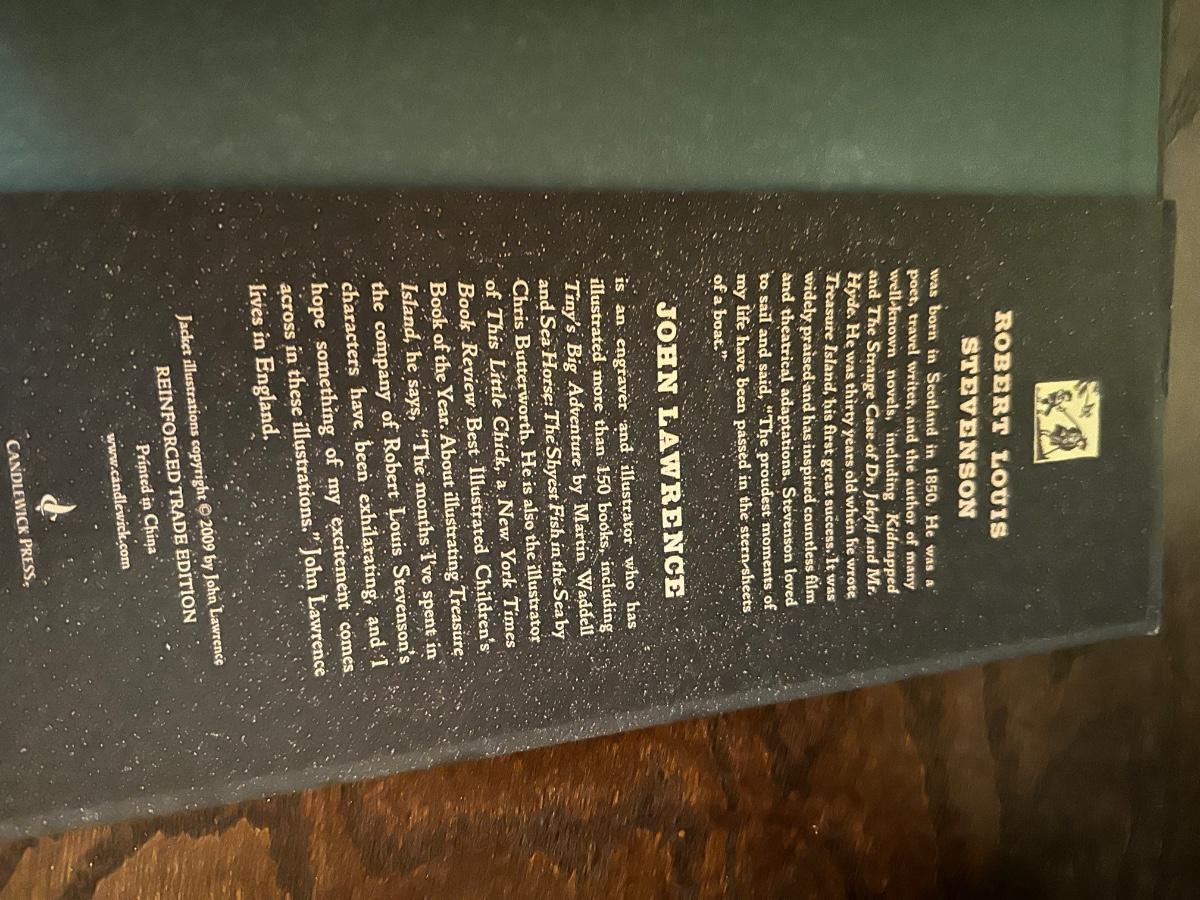 ROBERT LOUIS
STEVENSON
was born in Scotland in 1850. He was a
poet, travel writer, and the author of many
well-known novels, including Kidnapped
and The Strange Case of Dr. Jekyll and Mr.
Hyde. He was thirty years old when he wrote
Treasure Island, his first great success. It was
widely praised and has inspired countless film
and theatrical adaptations. Stevenson loved
to sail and said, "The proudest moments of
my life have been passed in the stern-sheets
of a boat."
JOHN LAWRENCE
is an engraver and illustrator who has
illustrated more than 150 books, including
Tiny's Big Adventure by Martin Waddell
and Sea Horse: The Shyest Fish in the Sea by
Chris Butterworth. He is also the illustrator
of This Little Chick, a New York Times
Book Review Best Illustrated Children's
Book of the Year. About illustrating Treasure
Island, he says, "The months I've spent in
the company of Robert Louis Stevenson's
characters have been exhilarating, and I
hope something of my excitement comes
across in these illustrations." John Lawrence
lives in England.
Jacket illustrations copyright © 2009 by John Lawrence
REINFORCED TRADE EDITION
Printed in China
www.candlewick.com
CANDLEWICK PRESS.